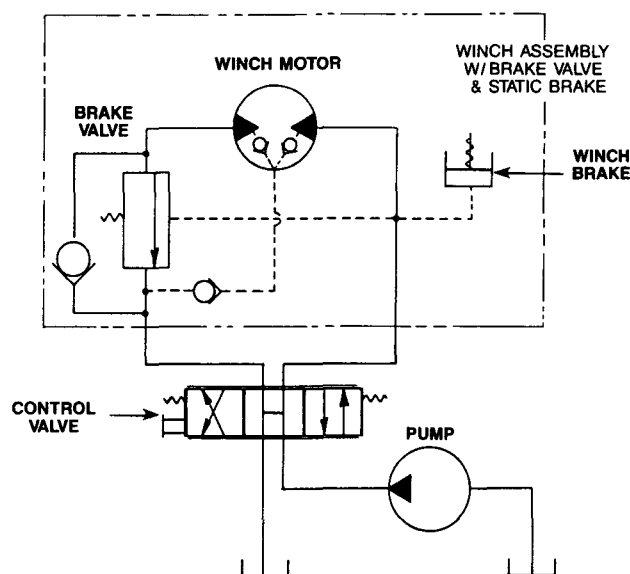 WINCH ASSEMBLY
W/ BRAKE VALVE
& STATIC BRAKE
WINCH MOTOR
BRAKE
VALVE
WINCH
BRAKE
CONTROL
VALVE
PUMP